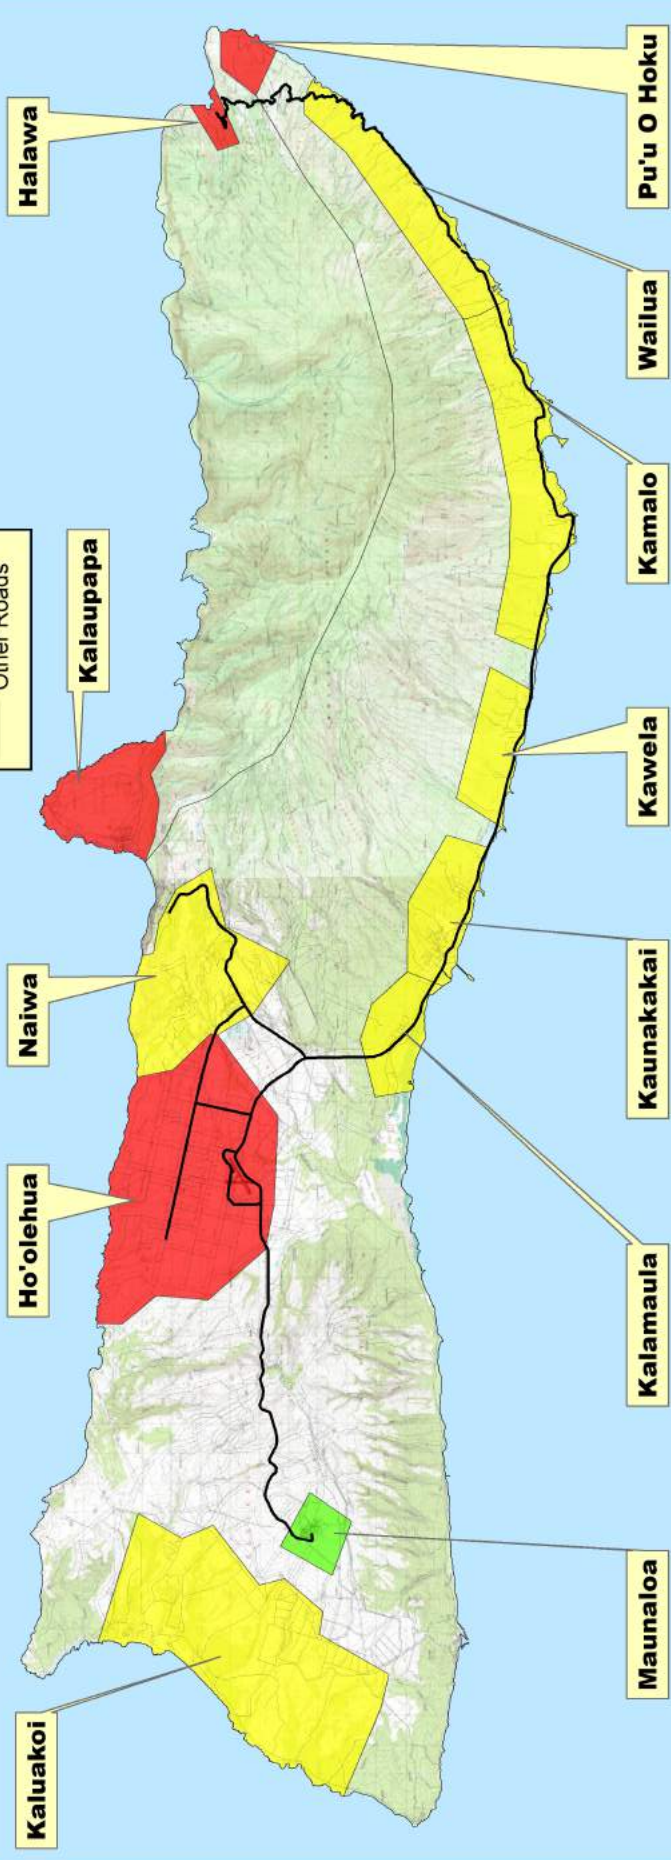 Other Roads
Kaluakoi
Ho'olehua
Naiwa
Kalaupapa
Halawa
Maunaloa
Kalamaula
Kaunakakai
Kawela
Kamalo
Wailua
Pu'u O Hoku